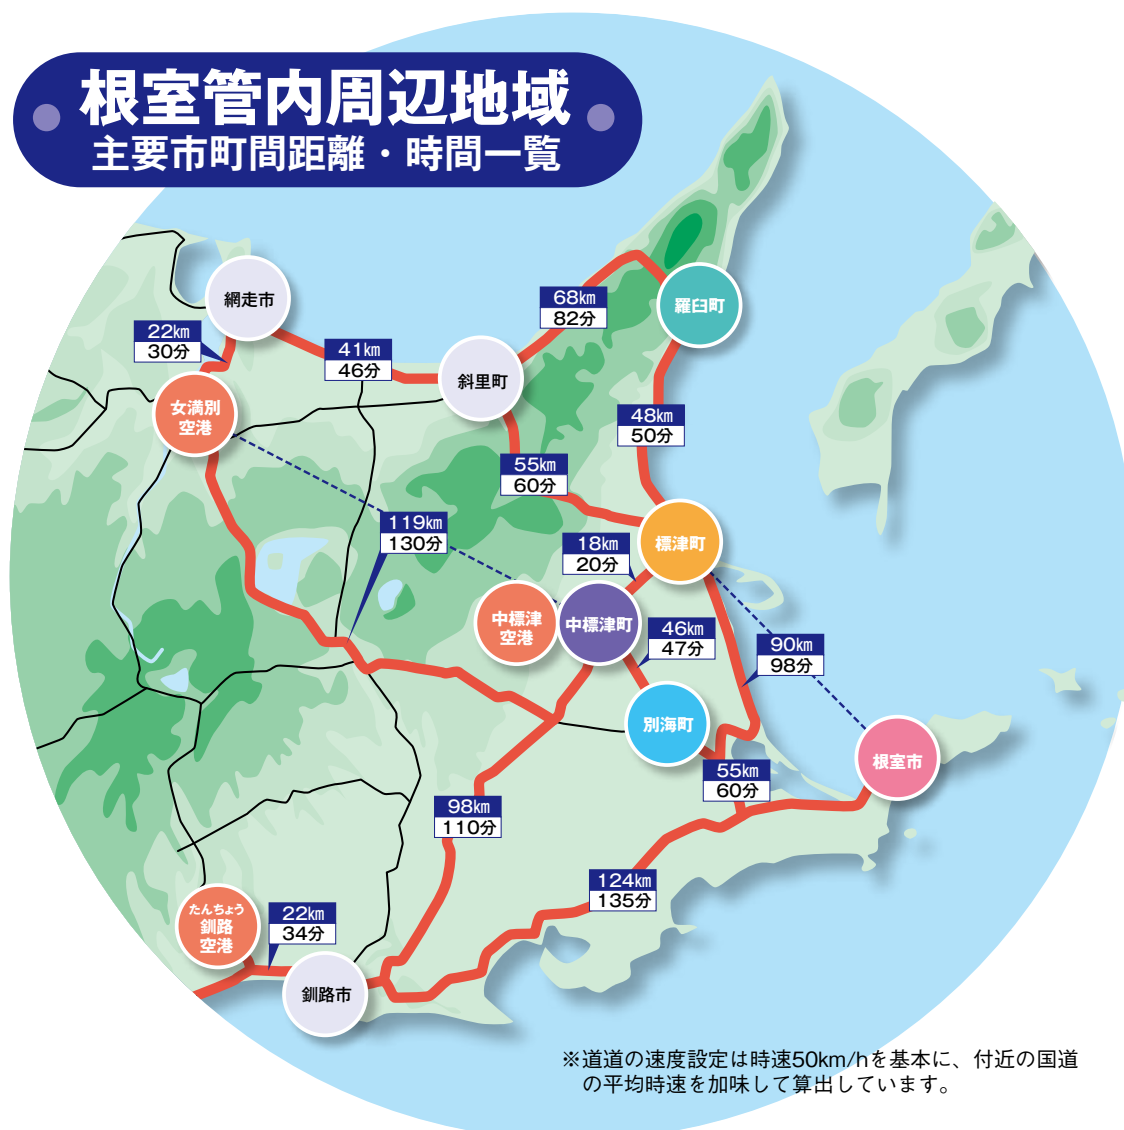 根室管内周辺地域
主要市町間距離・時間一覧
網走市
22km
30分
41km
46分
68km
82分
羅臼町
斜里町
女満別
空港
48km
50分
55km
60分
119km
130分
18km
20分
標津町
中標津
空港
中標津町
46km
47分
90km
98分
別海町
根室市
55km
60分
98km
110分
124km
135分
たんちょう
釧路
空港
22km
34分
釧路市
※道道の速度設定は時速50km/hを基本に、付近の国道
の平均時速を加味して算出しています。